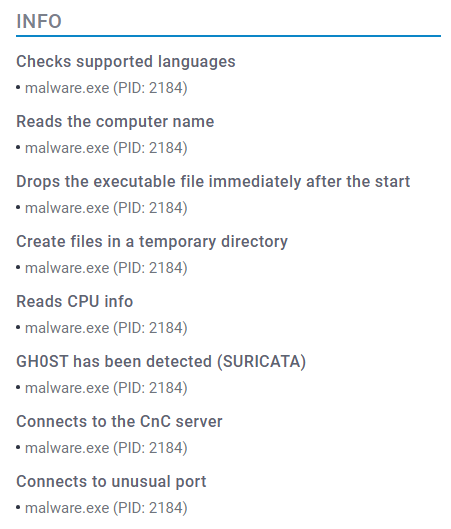 INFO
Checks supported languages
• malware.exe (PID: 2184)
Reads the computer name
• malware.exe (PID: 2184)
Drops the executable file immediately after the start
• malware.exe (PID: 2184)
Create files in a temporary directory
• malware.exe (PID: 2184)
Reads CPU info
• malware.exe (PID: 2184)
GH0ST has been detected (SURICATA)
• malware.exe (PID: 2184)
Connects to the CnC server
• malware.exe (PID: 2184)
Connects to unusual port
• malware.exe (PID: 2184)